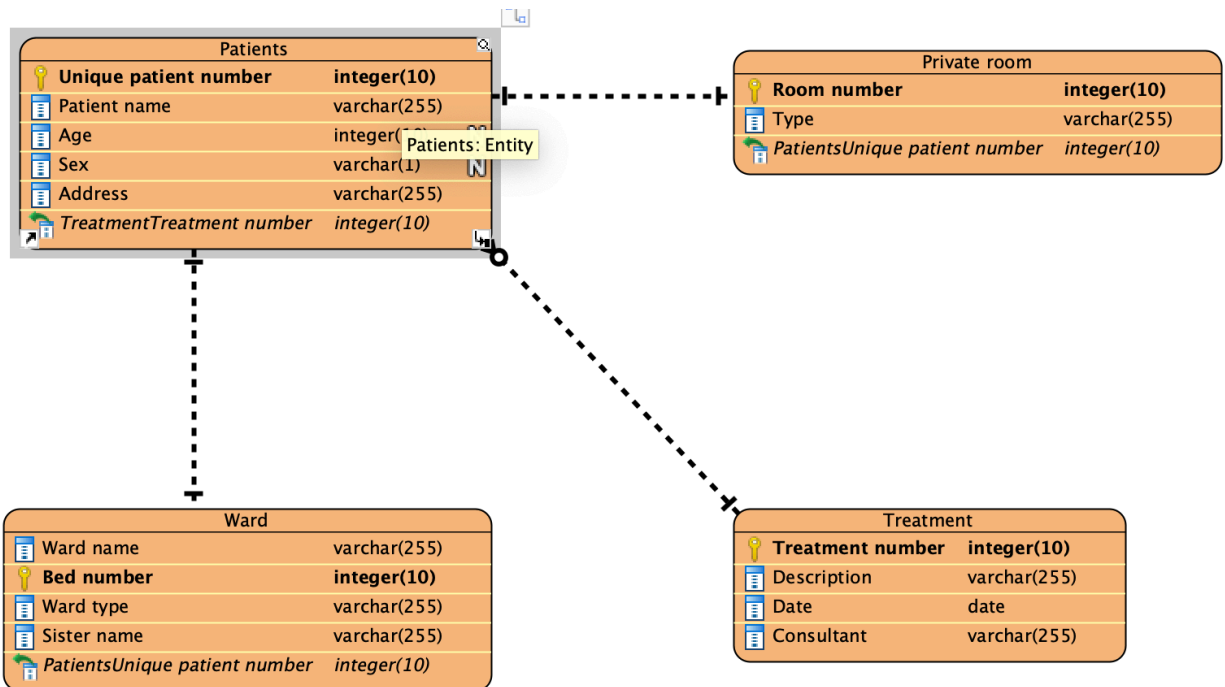 Patients
Unique patient number integer(10)
Patient name varchar(255)
Age integer(
Patients: Entity
Sex varchar(1) N
Address varchar(255)
TreatmentTreatment number integer(10)
Private room
Room number integer(10)
Type varchar(255)
PatientsUnique patient number integer(10)
Ward
Ward name varchar(255)
Bed number integer(10)
Ward type varchar(255)
Sister name varchar(255)
PatientsUnique patient number integer(10)
Treatment
Treatment number integer(10)
Description varchar(255)
Date date
Consultant varchar(255)